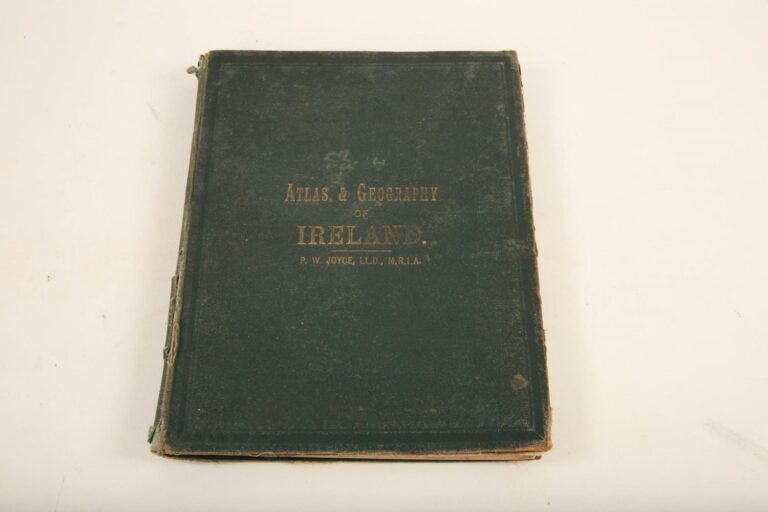 ATLAS & GEOGRAPHY
OF
IRELAND.
P. W. JOYCE, LL.D., M.R.I.A.